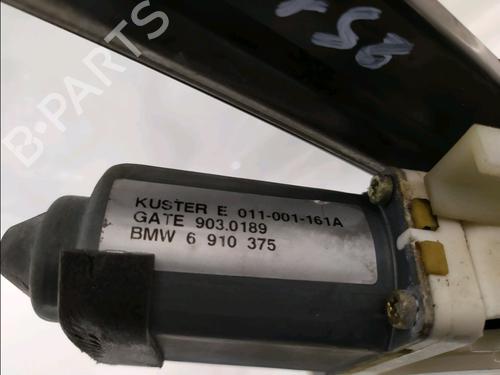 B-PARTS
KUSTER E 011-001-161A
GATE 903.0189
BMW 6 910 375